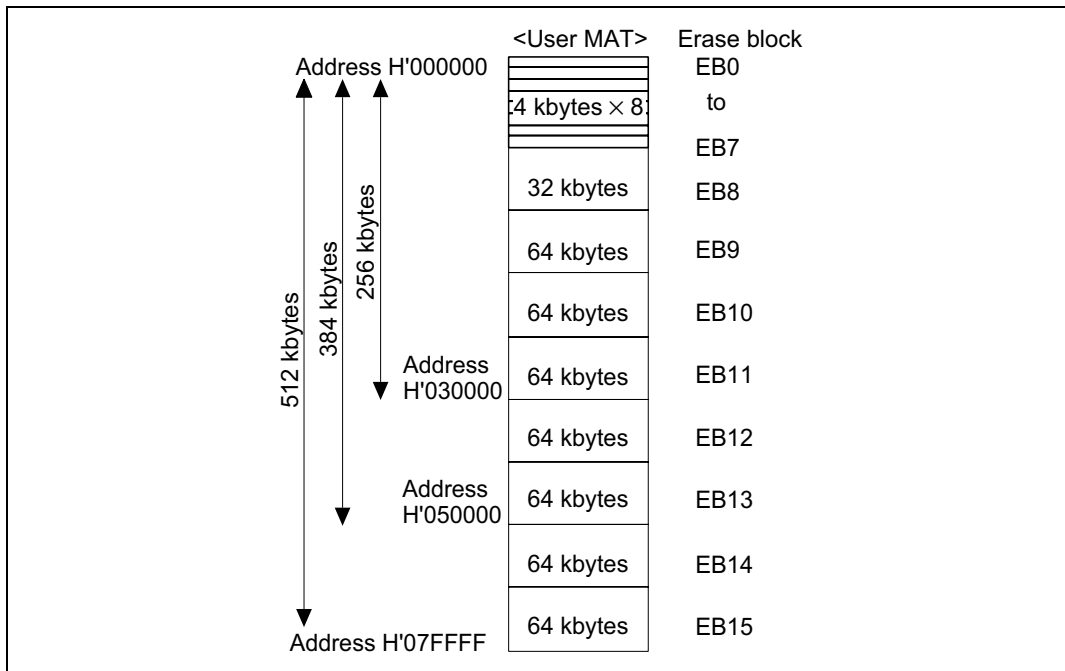 <User MAT> Erase block
Address H'000000 EB0
4 kbytes × 8 to
EB7
32 kbytes EB8
64 kbytes EB9
64 kbytes EB10
64 kbytes EB11
64 kbytes EB12
64 kbytes EB13
64 kbytes EB14
64 kbytes EB15
512 kbytes
384 kbytes
256 kbytes
Address
H'030000
Address
H'050000
Address H'07FFFF